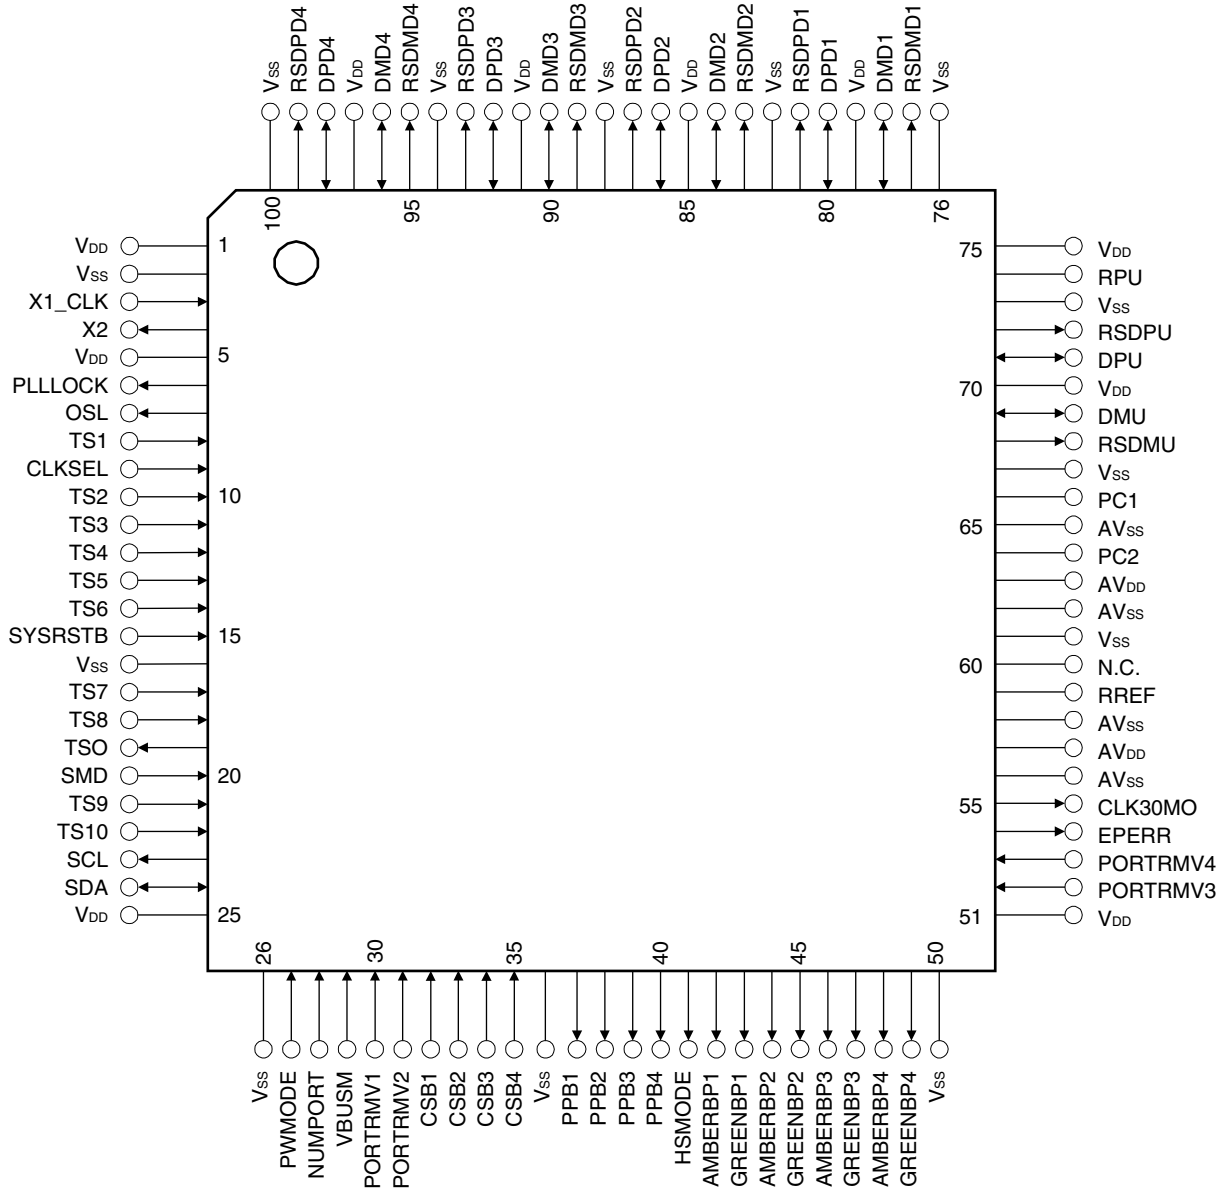 VSS
RSDPD4
DPD4
VDD
DMD4
RSDMD4
VSS
RSDPD3
DPD3
VDD
DMD3
RSDMD3
VSS
RSDPD2
DPD2
VDD
DMD2
RSDMD2
VSS
RSDPD1
DPD1
VDD
DMD1
RSDMD1
VSS
100
95
90
85
80
76
VDD
VSS
X1_CLK
X2
VDD
PLLLOCK
OSL
TS1
CLKSEL
TS2
TS3
TS4
TS5
TS6
SYSRSTB
VSS
TS7
TS8
TSO
SMD
TS9
TS10
SCL
SDA
VDD
1
5
10
15
20
25
75
70
65
60
55
51
VDD
RPU
VSS
RSDPU
DPU
VDD
DMU
RSDMU
VSS
PC1
AVSS
PC2
AVDD
AVSS
VSS
N.C.
RREF
AVSS
AVDD
AVSS
CLK30MO
EPERR
PORTRMV4
PORTRMV3
VDD
26
30
35
40
45
50
VSS
PWMODE
NUMPORT
VBUSM
PORTRMV1
PORTRMV2
CSB1
CSB2
CSB3
CSB4
VSS
PPB1
PPB2
PPB3
PPB4
HSMODE
AMBERBP1
GREENBP1
AMBERBP2
GREENBP2
AMBERBP3
GREENBP3
AMBERBP4
GREENBP4
VSS